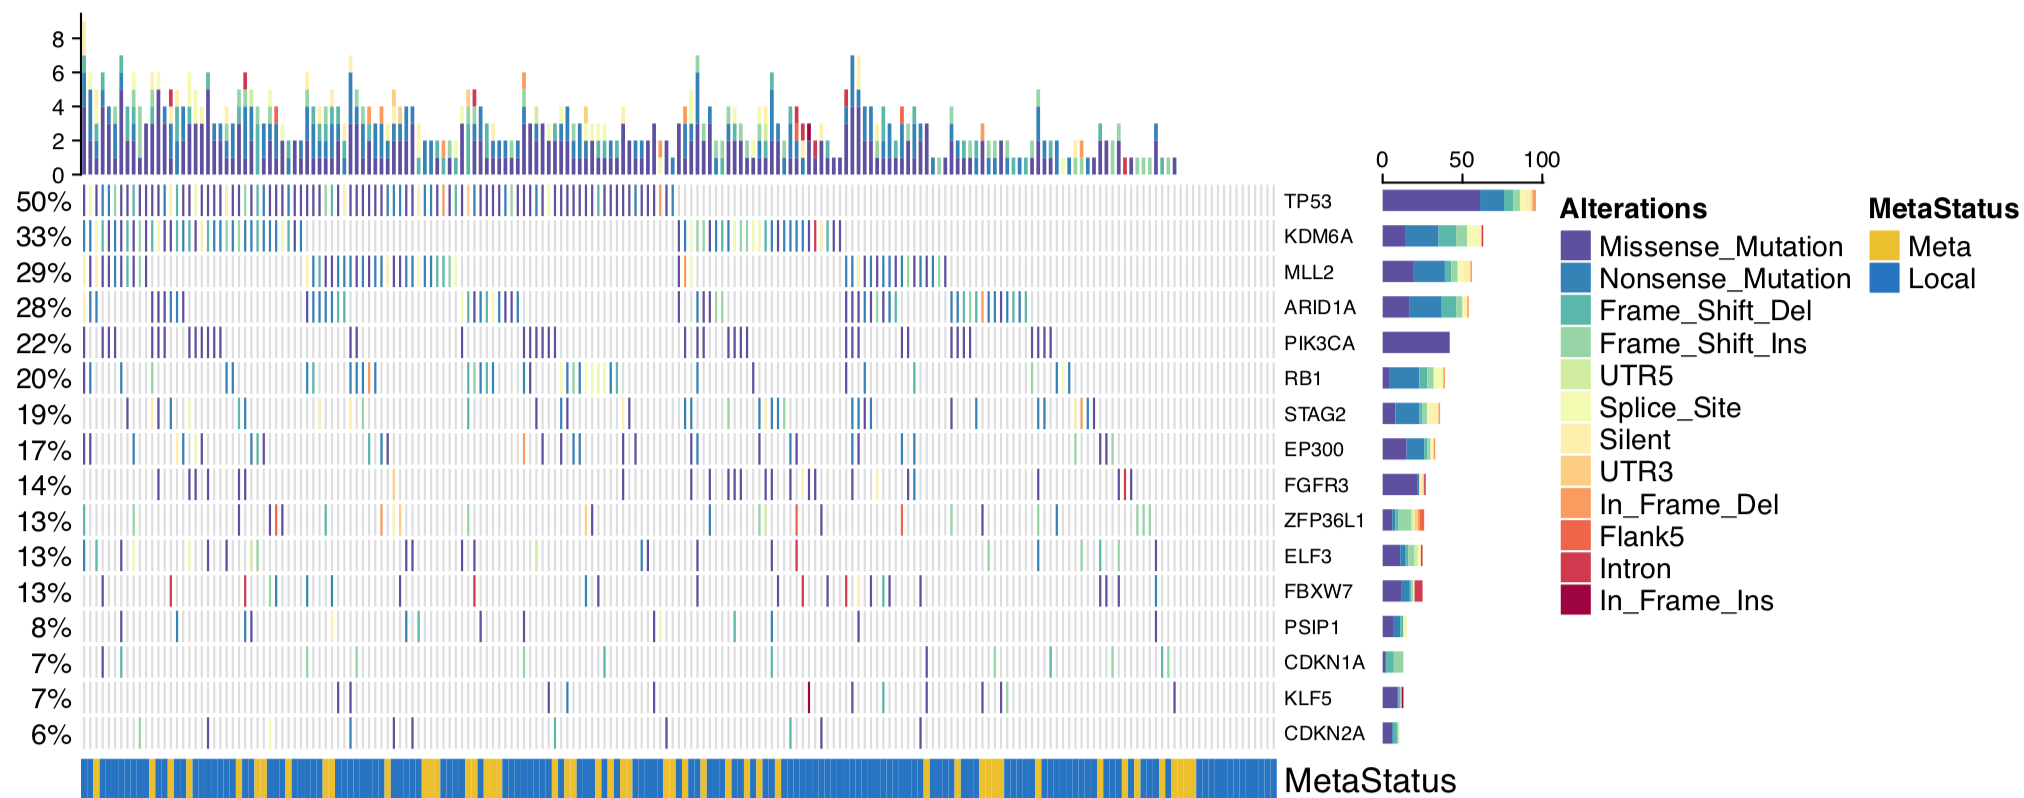 8
6
4
2
0
0 50 100
50% TP53
33% KDM6A
29% MLL2
28% ARID1A
22% PIK3CA
20% RB1
19% STAG2
17% EP300
14% FGFR3
13% ZFP36L1
13% ELF3
13% FBXW7
8% PSIP1
7% CDKN1A
7% KLF5
6% CDKN2A
MetaStatus
Alterations
Missense_Mutation
Nonsense_Mutation
Frame_Shift_Del
Frame_Shift_Ins
UTR5
Splice_Site
Silent
UTR3
In_Frame_Del
Flank5
Intron
In_Frame_Ins
MetaStatus
Meta
Local